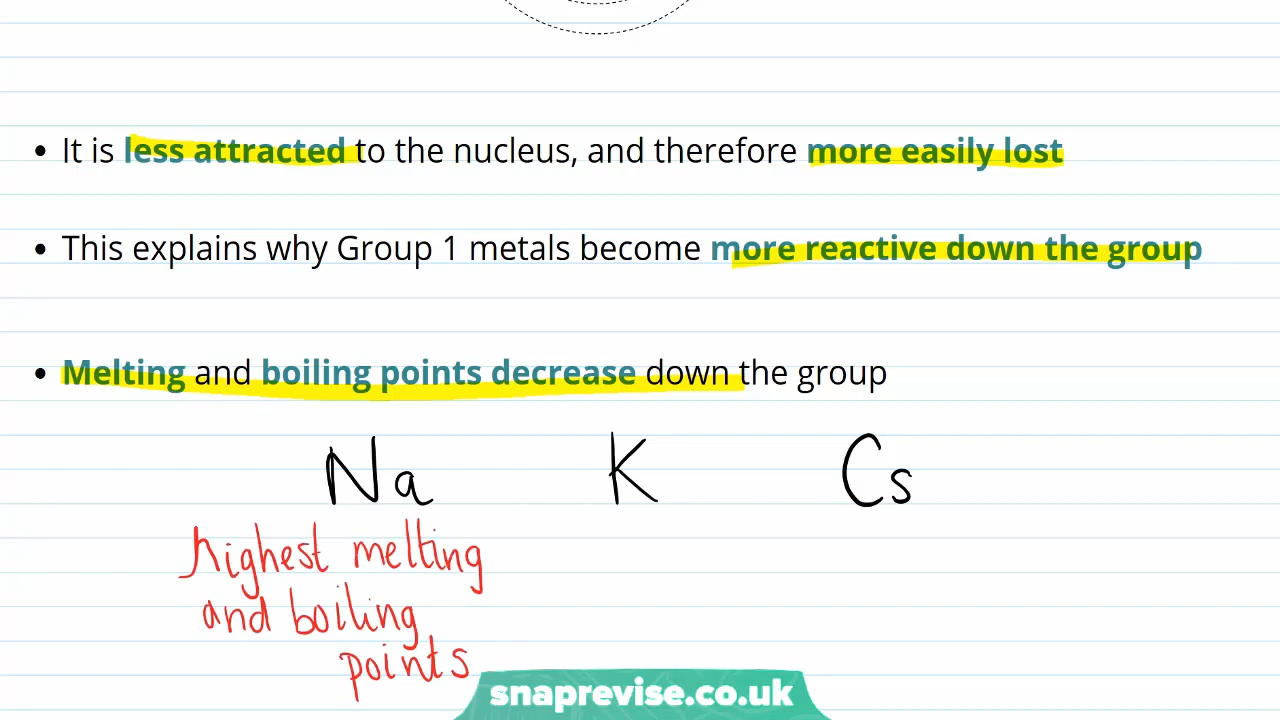 • It is less attracted to the nucleus, and therefore more easily lost
• This explains why Group 1 metals become more reactive down the group
• Melting and boiling points decrease down the group
Na K Cs
highest melting
and boiling
points
snaprevise.co.uk